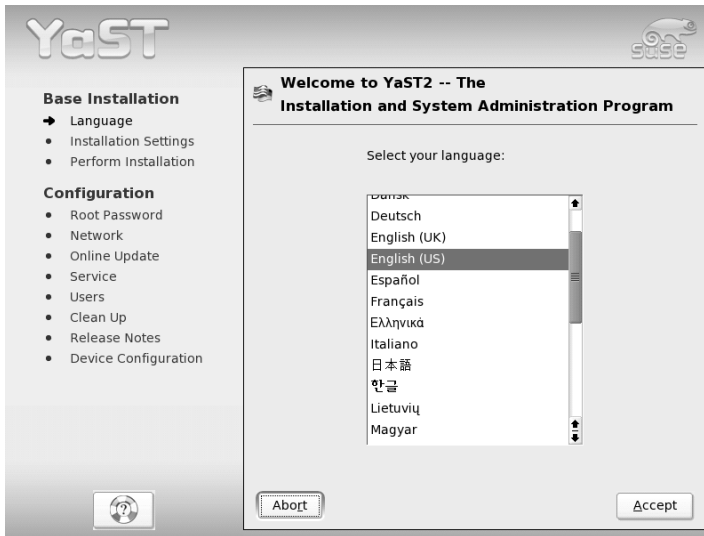 YaST
SUSE
Base Installation
Language
Installation Settings
Perform Installation
Configuration
Root Password
Network
Online Update
Service
Users
Clean Up
Release Notes
Device Configuration
Welcome to YaST2 -- The
Installation and System Administration Program
Select your language:
Dansk
Deutsch
English (UK)
English (US)
Español
Français
Ελληνικά
Italiano
日本語
한글
Lietuvių
Magyar
Abort
Accept